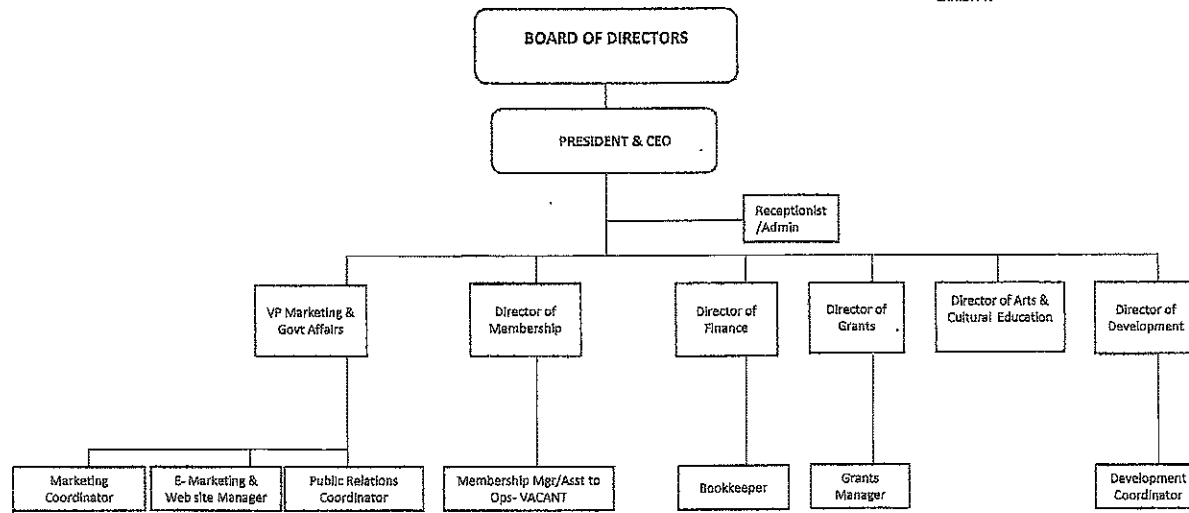 BOARD OF DIRECTORS
PRESIDENT & CEO
Receptionist
/Admin
VP Marketing &
Govt Affairs
Director of
Membership
Director of
Finance
Director of
Grants
Director of Arts &
Cultural Education
Director of
Development
Marketing
Coordinator
E- Marketing &
Web site Manager
Public Relations
Coordinator
Membership Mgr/Asst to
Ops- VACANT
Bookkeeper
Grants
Manager
Development
Coordinator